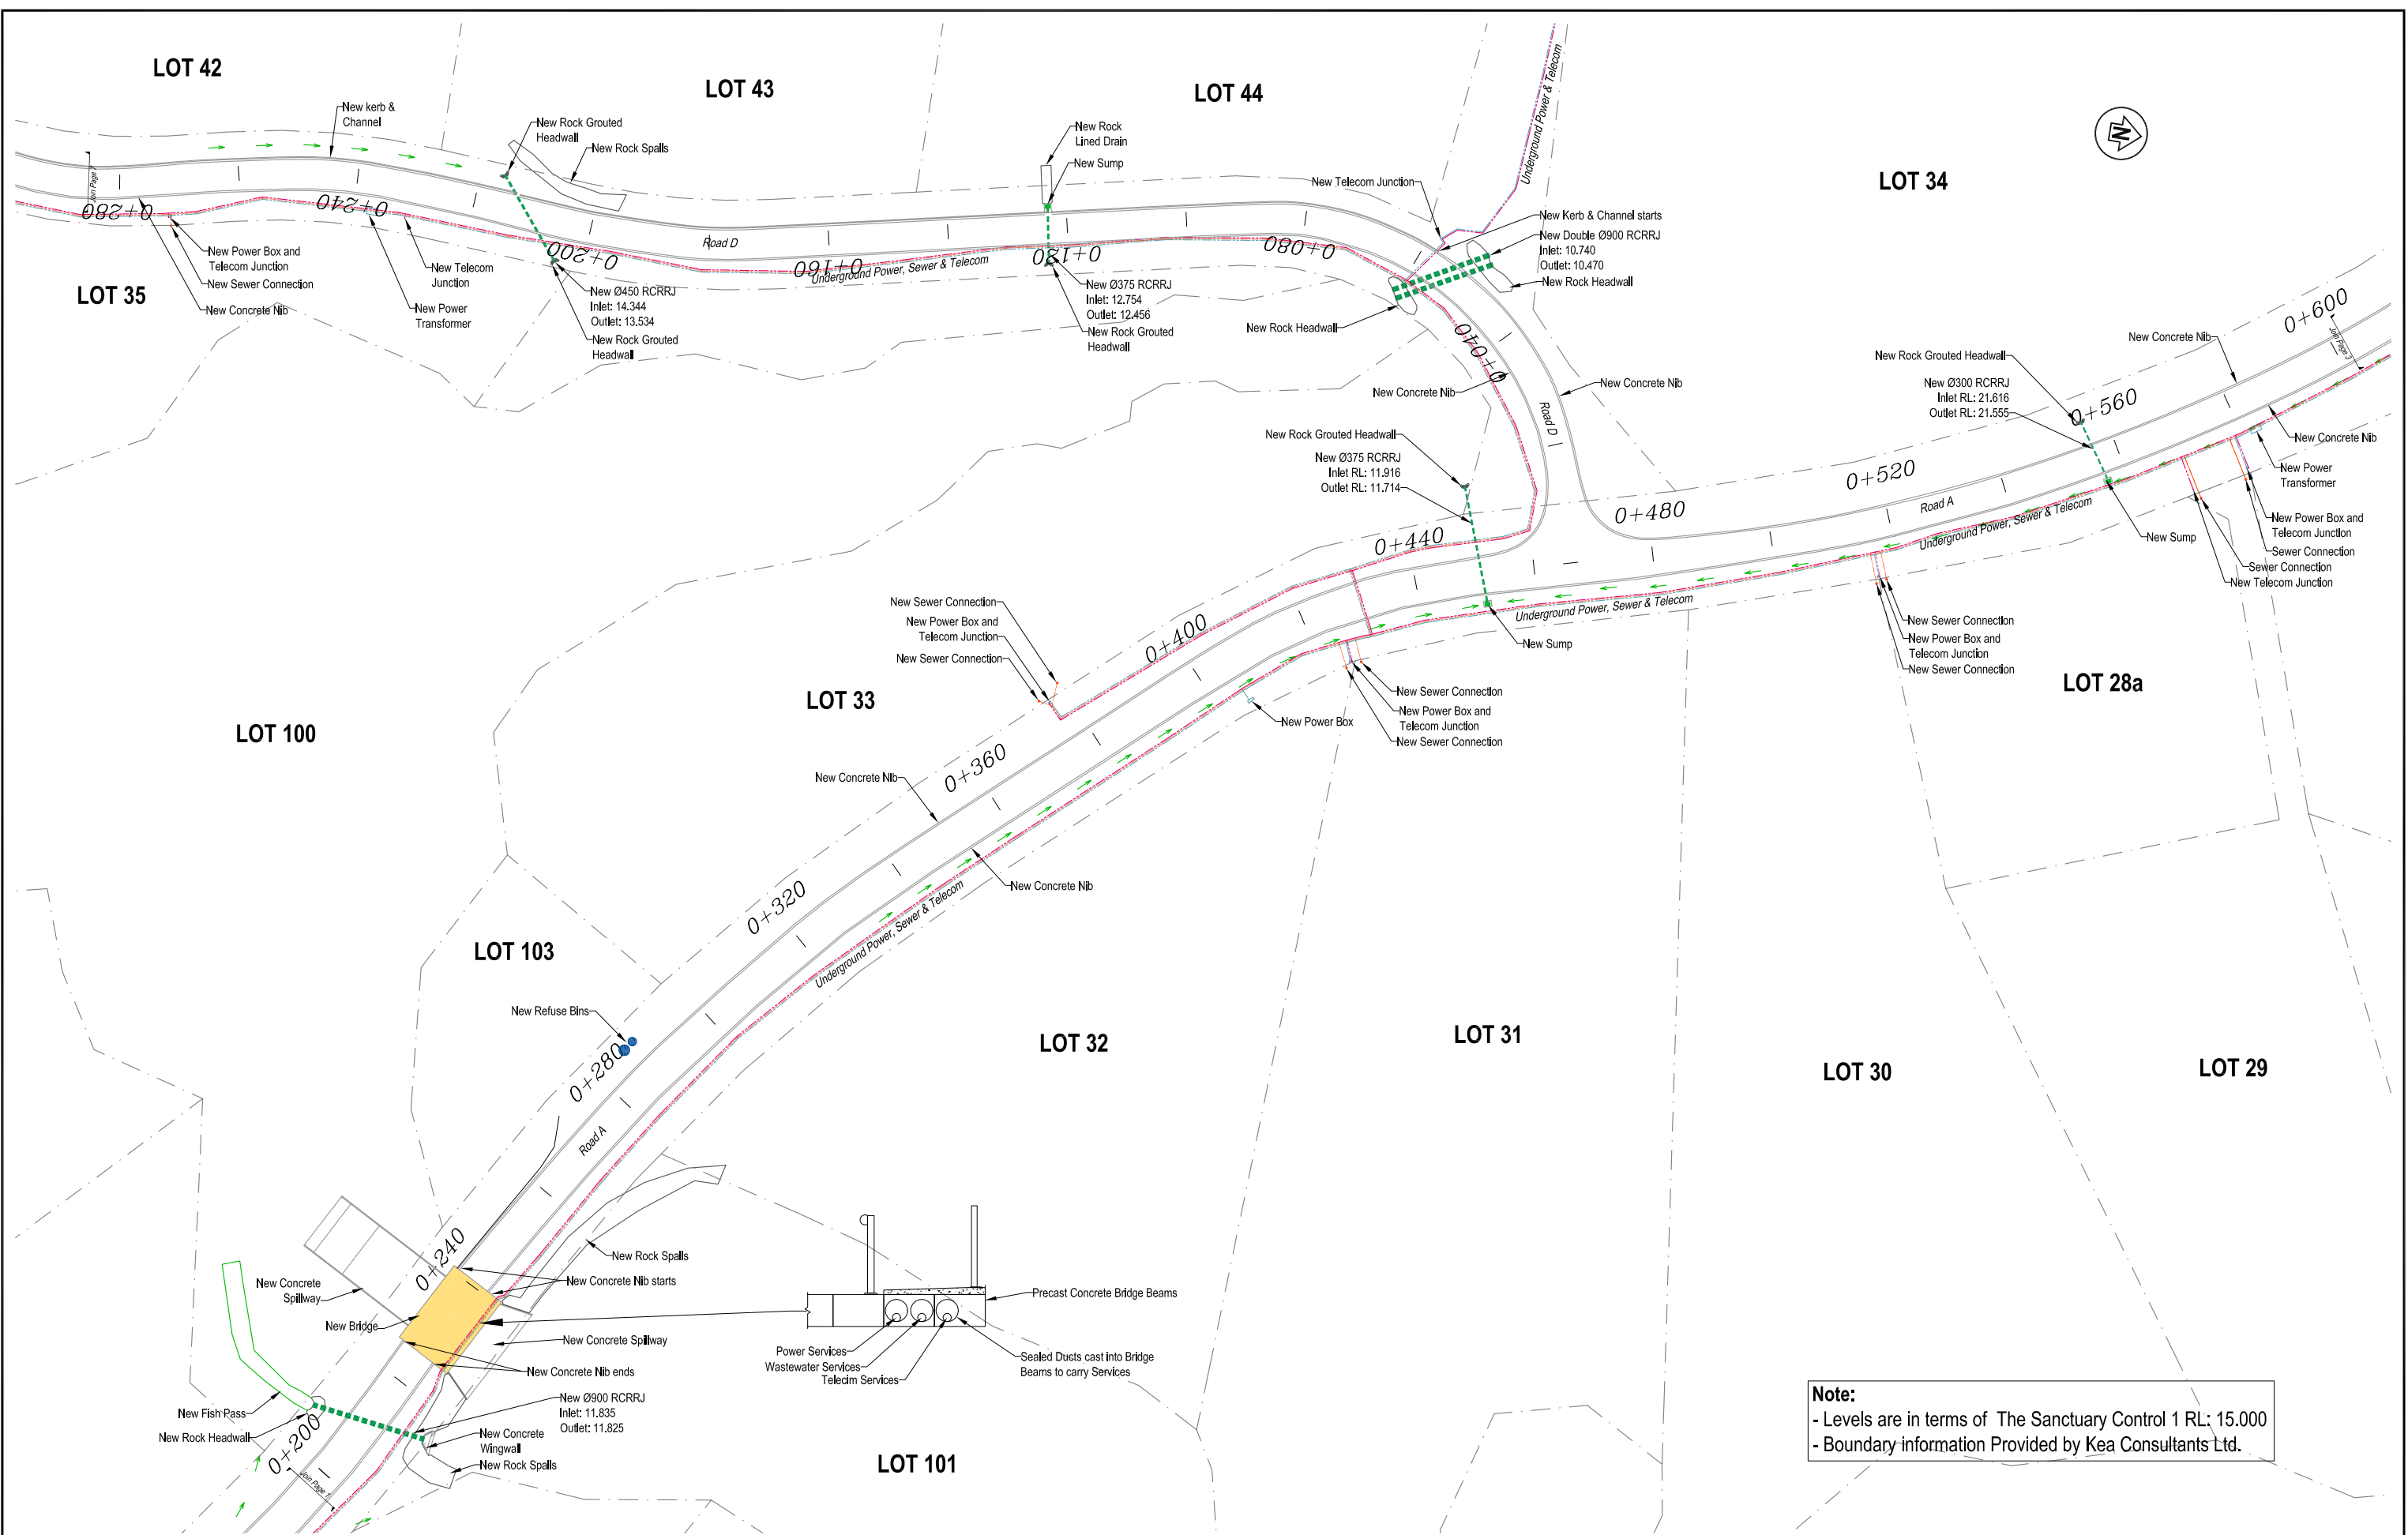 LOT 42
LOT 43
LOT 44
LOT 34
N
New kerb &
Channel
New Rock Grouted
Headwall
New Rock Spalls
New Rock
Lined Drain
New Sump
New Telecom Junction
Underground Power & Telecom
New Kerb & Channel starts
New Double Ø900 RCRRJ
Inlet: 10.740
Outlet: 10.470
New Rock Headwall
Join Page 7
0+280
0+240
0+200
0+160
0+120
0+080
0+040
Road D
Underground Power, Sewer & Telecom
LOT 35
New Power Box and
Telecom Junction
New Sewer Connection
New Concrete Nib
New Telecom
Junction
New Power
Transformer
New Ø450 RCRRJ
Inlet: 14.344
Outlet: 13.534
New Rock Grouted
Headwall
New Ø375 RCRRJ
Inlet: 12.754
Outlet: 12.456
New Rock Grouted
Headwall
New Rock Headwall
New Concrete Nib
New Concrete Nib
Road D
New Rock Grouted Headwall
New Ø375 RCRRJ
Inlet RL: 11.916
Outlet RL: 11.714
0+600
Join Page 3
New Concrete Nib
New Rock Grouted Headwall
New Ø300 RCRRJ
Inlet RL: 21.616
Outlet RL: 21.555
0+560
New Concrete Nib
New Power
Transformer
New Power Box and
Telecom Junction
Sewer Connection
Sewer Connection
New Telecom Junction
New Sump
0+520
Road A
Underground Power, Sewer & Telecom
0+480
0+440
Underground Power, Sewer & Telecom
New Sump
New Sewer Connection
New Power Box and
Telecom Junction
New Sewer Connection
LOT 28a
New Sewer Connection
New Power Box and
Telecom Junction
New Sewer Connection
0+400
New Sewer Connection
New Power Box and
Telecom Junction
New Sewer Connection
New Power Box
LOT 33
LOT 100
0+360
New Concrete Nib
New Concrete Nib
0+320
Underground Power, Sewer & Telecom
LOT 103
New Refuse Bins
0+280
LOT 32
LOT 31
LOT 30
LOT 29
Road A
0+240
New Rock Spalls
New Concrete Nib starts
New Concrete
Spillway
New Bridge
New Concrete Spillway
New Concrete Nib ends
New Ø900 RCRRJ
Inlet: 11.835
Outlet: 11.825
New Fish Pass
New Rock Headwall
0+200
Join Page 1
New Concrete
Wingwall
New Rock Spalls
Precast Concrete Bridge Beams
Power Services
Wastewater Services
Telecim Services
Sealed Ducts cast into Bridge
Beams to carry Services
LOT 101
Note:
- Levels are in terms of The Sanctuary Control 1 RL: 15.000
- Boundary information Provided by Kea Consultants Ltd.